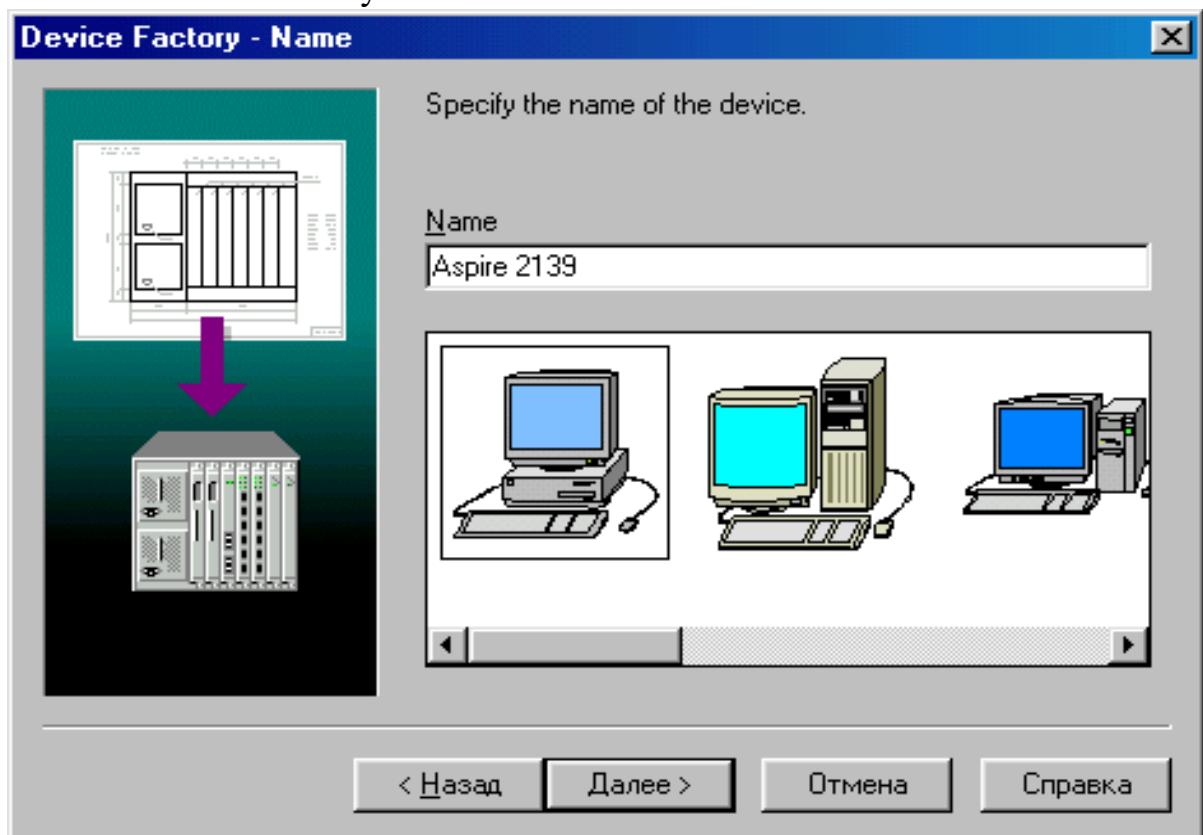 Device Factory - Name
Specify the name of the device.
Name
Aspire 2139
< Назад
Далее >
Отмена
Справка